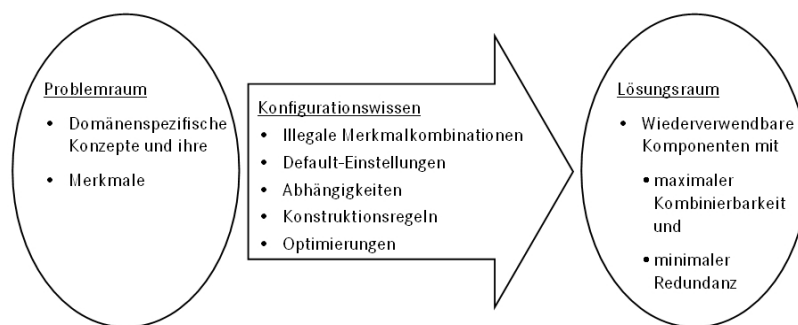 Problemraum
• Domänenspezifische
Konzepte und ihre
• Merkmale
Konfigurationswissen
• Illegale Merkmalkombinationen
• Default-Einstellungen
• Abhängigkeiten
• Konstruktionsregeln
• Optimierungen
Lösungsraum
• Wiederverwendbare
Komponenten mit
• maximaler
Kombinierbarkeit
und
• minimaler
Redundanz